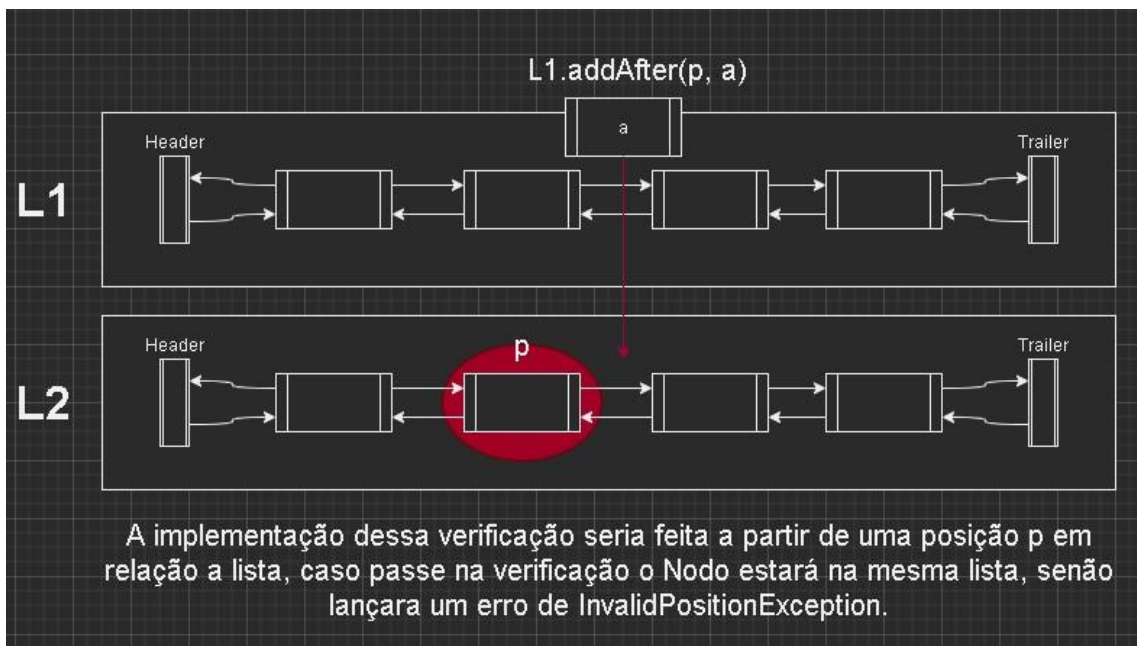 L1.addAfter(p, a)
a
Header
Trailer
L1
Header
p
Trailer
L2
A implementação dessa verificação seria feita a partir de uma posição p em
relação a lista, caso passe na verificação o Nodo estará na mesma lista, senão
lançara um erro de InvalidPositionException.